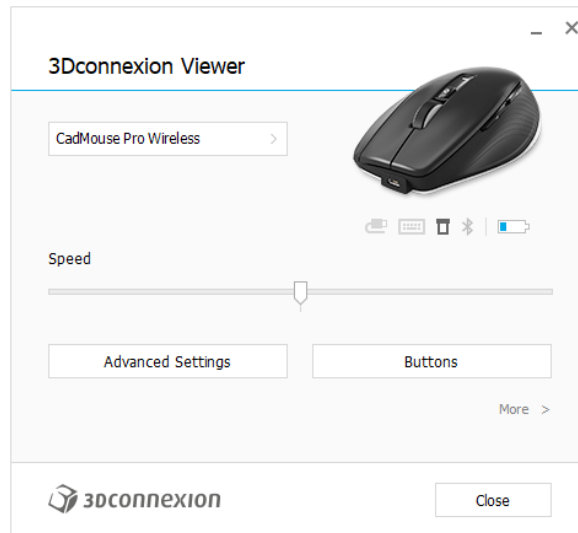 3Dconnexion Viewer
CadMouse Pro Wireless
Speed
Advanced Settings
Buttons
More >
3Dconnexion
Close